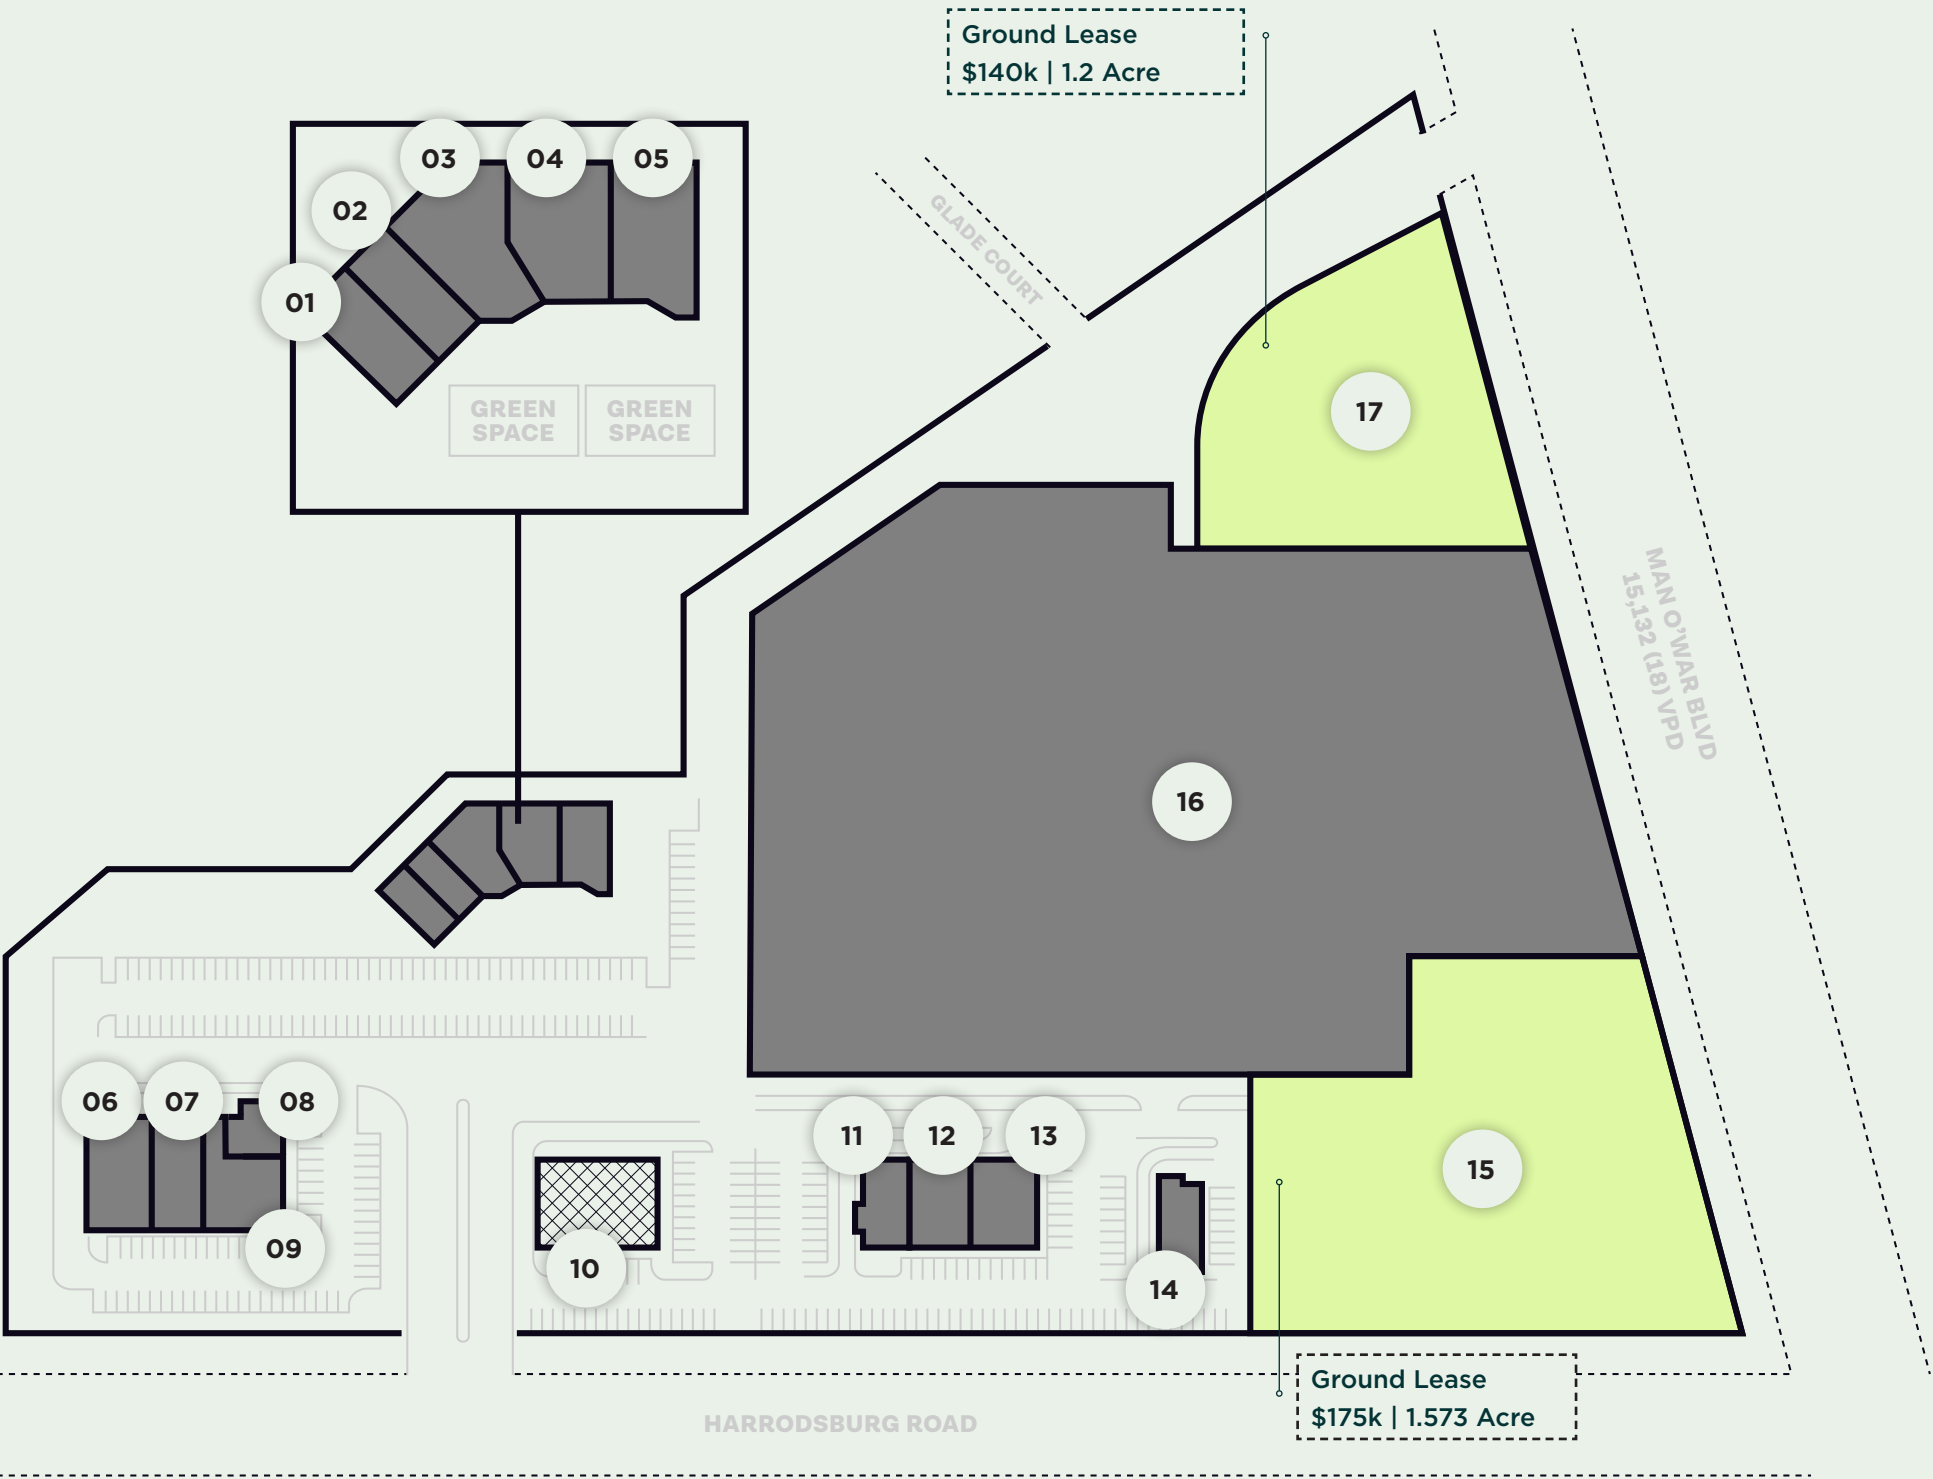 Ground Lease
$140k | 1.2 Acre
03
04
05
02
01
GREEN
SPACE
GREEN
SPACE
GLADE COURT
17
MAN O'WAR BLVD
15,132 (18) VPD
16
06
07
08
09
10
11
12
13
14
15
Ground Lease
$175k | 1.573 Acre
HARRODSBURG ROAD